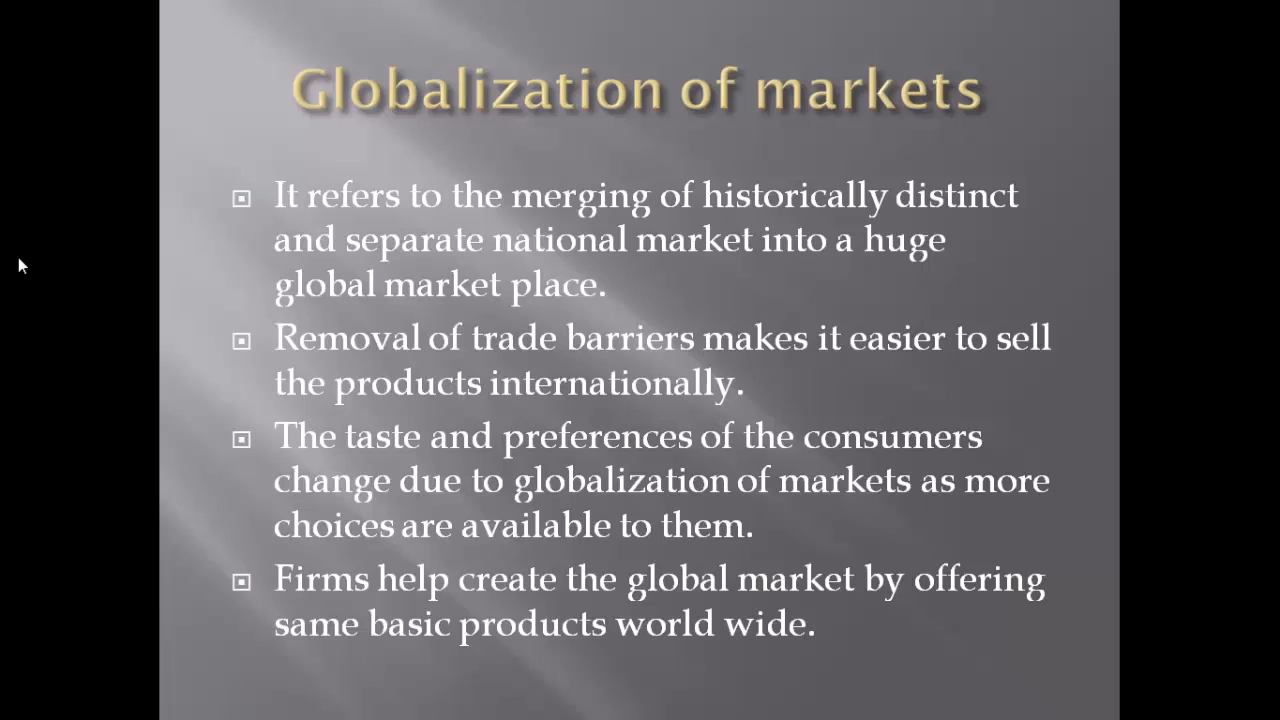 Globalization of markets
It refers to the merging of historically distinct
and separate national market into a huge
global market place.
Removal of trade barriers makes it easier to sell
the products internationally.
The taste and preferences of the consumers
change due to globalization of markets as more
choices are available to them.
Firms help create the global market by offering
same basic products world wide.